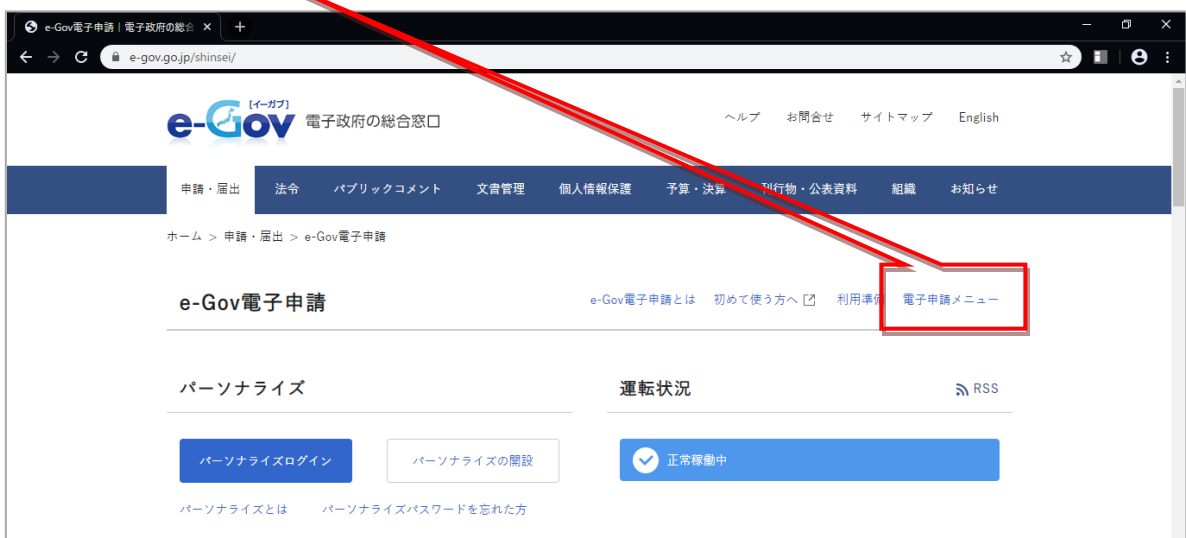 e-Gov電子申請 | 電子政府の総合
e-gov.go.jp/shinsei/
[イーガブ]
e-Gov 電子政府の総合窓口
ヘルプ お問合せ サイトマップ English
申請・届出 法令 パブリックコメント 文書管理 個人情報保護 予算・決算 刊行物・公表資料 組織 お知らせ
ホーム > 申請・届出 > e-Gov電子申請
e-Gov電子申請
e-Gov電子申請とは 初めて使う方へ 利用準備 電子申請メニュー
パーソナライズ
運転状況
RSS
パーソナライズログイン パーソナライズの開設
正常稼働中
パーソナライズとは パーソナライズパスワードを忘れた方